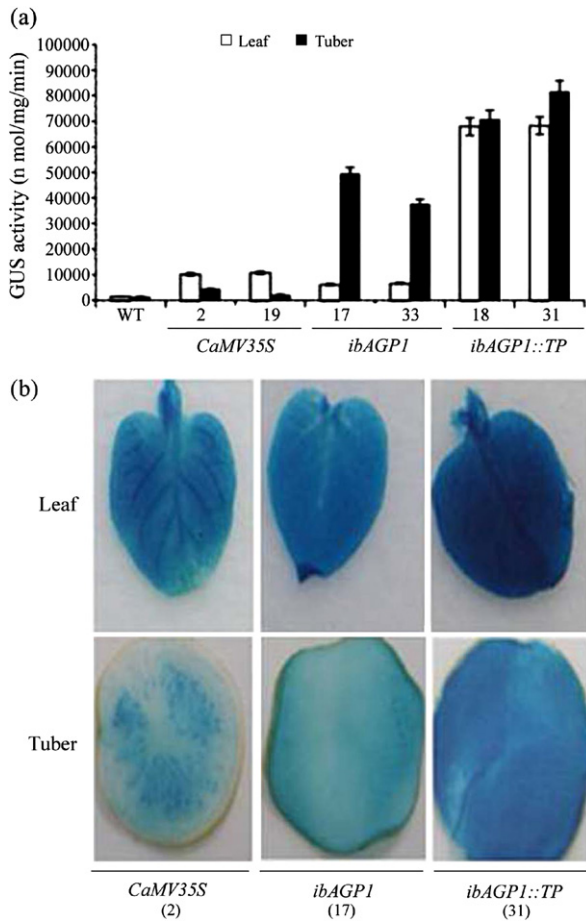 (a)
Leaf Tuber
GUS activity (n mol/mg/min)
100000
90000
80000
70000
60000
50000
40000
30000
20000
10000
0
WT 2 19 17 33 18 31
CaMV35S ibAGP1 ibAGP1::TP
(b)
Leaf
Tuber
CaMV35S ibAGP1 ibAGP1::TP
(2) (17) (31)